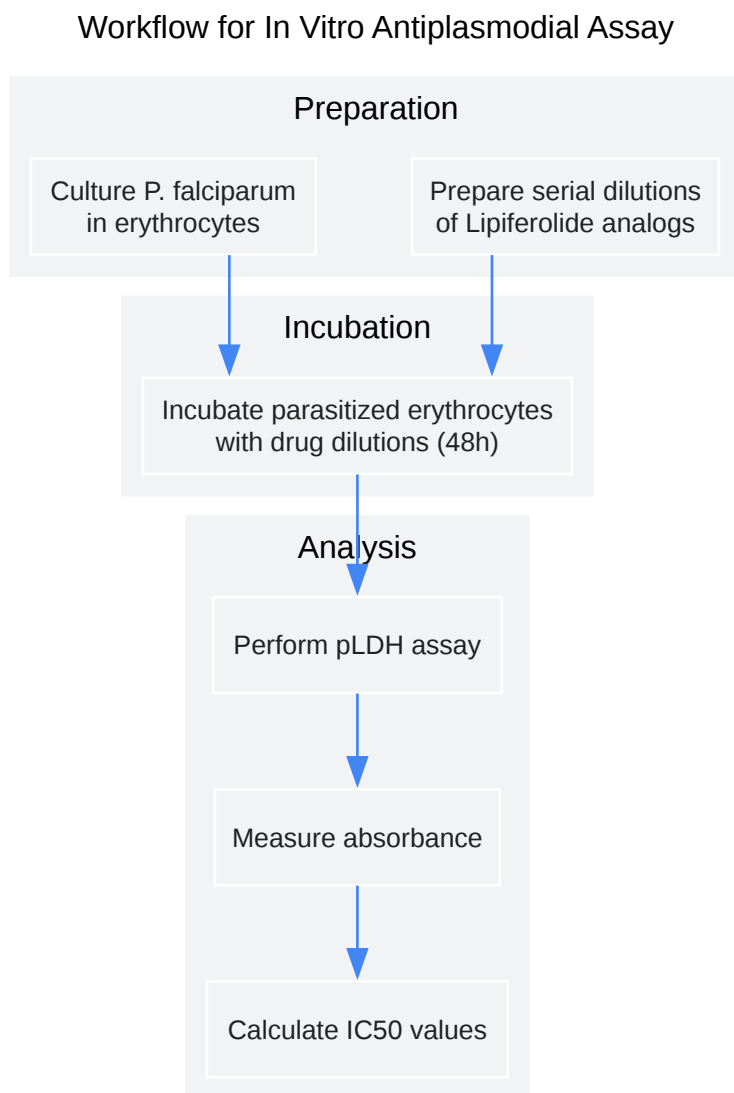 Workflow for In Vitro Antiplasmodial Assay
Preparation
Culture P. falciparum
in erythrocytes
Prepare serial dilutions
of Lipiferolide analogs
Incubation
Incubate parasitized erythrocytes
with drug dilutions (48h)
Analysis
Perform pLDH assay
Measure absorbance
Calculate IC50 values